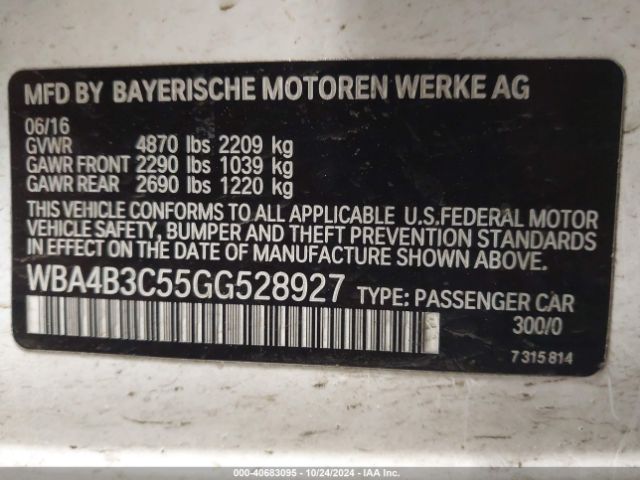 MFD BY BAYERISCHE MOTOREN WERKE AG
06/16
GVWR 4870 lbs 2209 kg
GAWR FRONT 2290 lbs 1039 kg
GAWR REAR 2690 lbs 1220 kg
THIS VEHICLE CONFORMS TO ALL APPLICABLE U.S.FEDERAL MOTOR
VEHICLE SAFETY, BUMPER AND THEFT PREVENTION STANDARDS
IN EFFECT ON THE DATE OF MANUFACTURE SHOWN ABOVE.
WBA4B3C55GG528927 TYPE: PASSENGER CAR
300/0
7 315 814
000-40683095 - 10/24/2024 - IAA Inc.